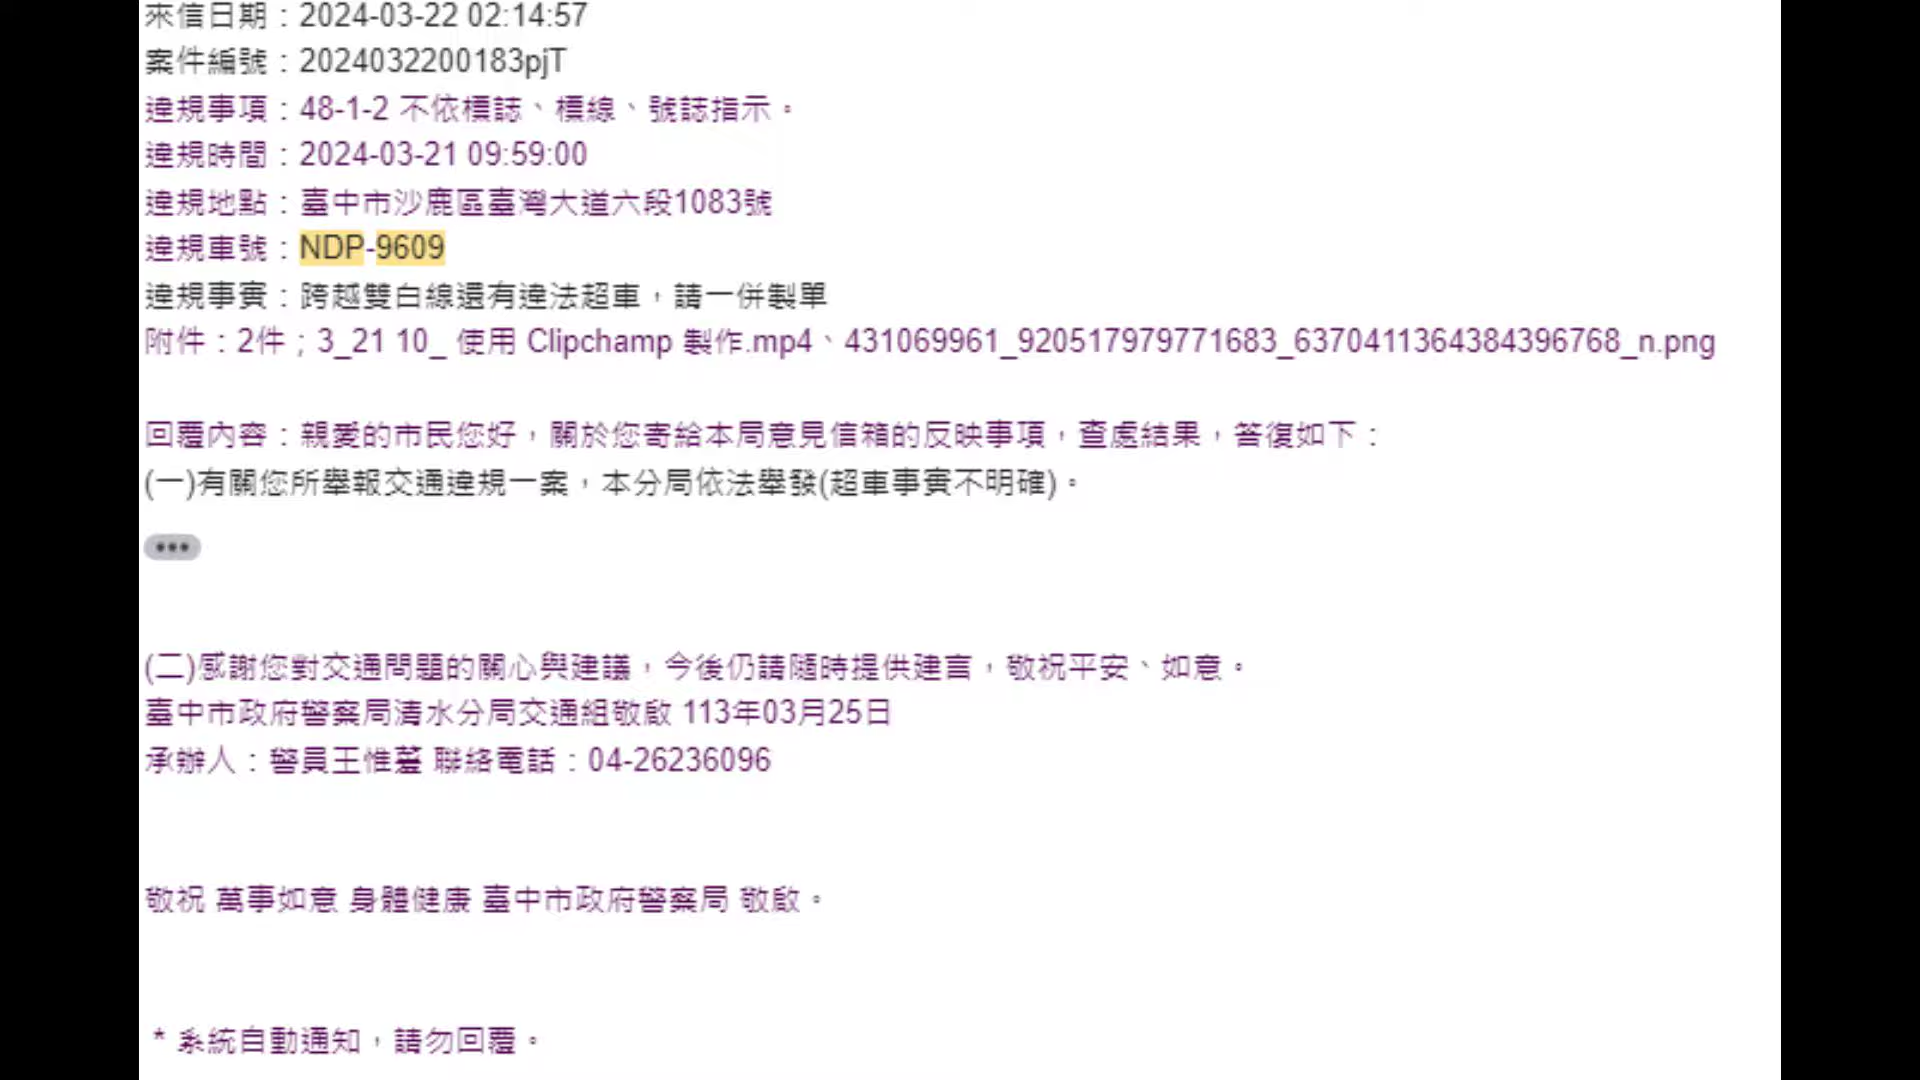 來信日期：2024-03-22 02:14:57
案件編號：2024032200183pjT
違規事項：48-1-2 不依標誌、標線、號誌指示。
違規時間：2024-03-21 09:59:00
違規地點：臺中市沙鹿區臺灣大道六段1083號
違規車號：NDP-9609
違規事實：跨越雙白線還有違法超車，請一併製單
附件：2件；3_21 10_ 使用 Clipchamp 製作.mp4、431069961_920517979771683_6370411364384396768_n.png
回覆內容：親愛的市民您好，關於您寄給本局意見信箱的反映事項，查處結果，答復如下：
(一)有關您所舉報交通違規一案，本分局依法舉發(超車事實不明確)。
(二)感謝您對交通問題的關心與建議，今後仍請隨時提供建言，敬祝平安、如意。
臺中市政府警察局清水分局交通組敬啟 113年03月25日
承辦人：警員王惟 聯絡電話：04-26236096
敬祝 萬事如意 身體健康 臺中市政府警察局 敬啟。
* 系統自動通知，請勿回覆。